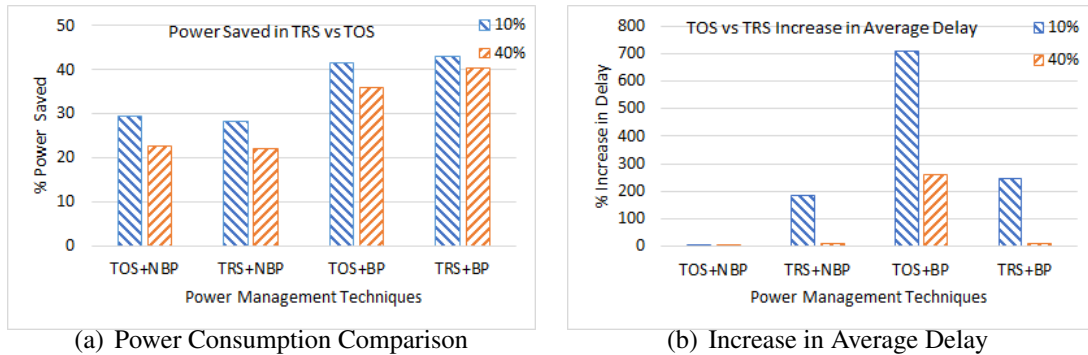 Power Saved in TRS vs TOS
10%
40%
% Power Saved
50
40
30
20
10
0
TOS+NBP TRS+NBP TOS+BP TRS+BP
Power Management Techniques
(a) Power Consumption Comparison
TOS vs TRS Increase in Average Delay
10%
40%
% Increase in Delay
800
700
600
500
400
300
200
100
0
TOS+NBP TRS+NBP TOS+BP TRS+BP
Power Management Techniques
(b) Increase in Average Delay